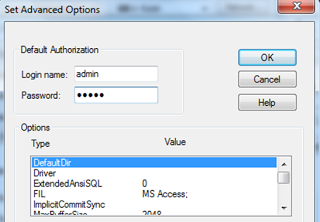 Set Advanced Options
Default Authorization
Login name: admin
Password: •••••
OK
Cancel
Help
Options
Type Value
DefaultDir
Driver
ExtendedAnsiSQL 0
FIL MS Access;
ImplicitCommitSync
MaxBufferSize 2048